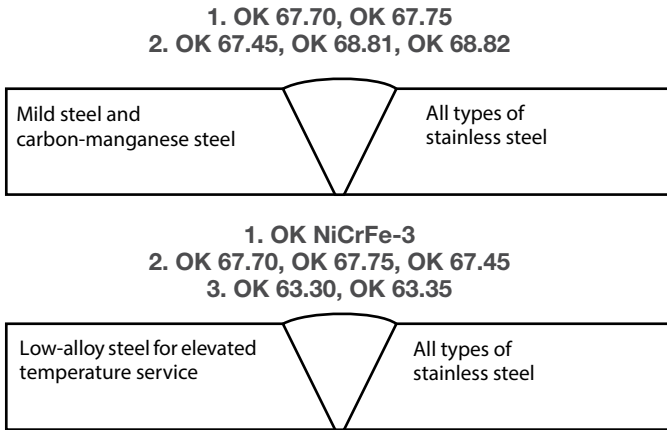 1. OK 67.70, OK 67.75
2. OK 67.45, OK 68.81, OK 68.82
Mild steel and
carbon-manganese steel
All types of
stainless steel
1. OK NiCrFe-3
2. OK 67.70, OK 67.75, OK 67.45
3. OK 63.30, OK 63.35
Low-alloy steel for elevated
temperature service
All types of
stainless steel